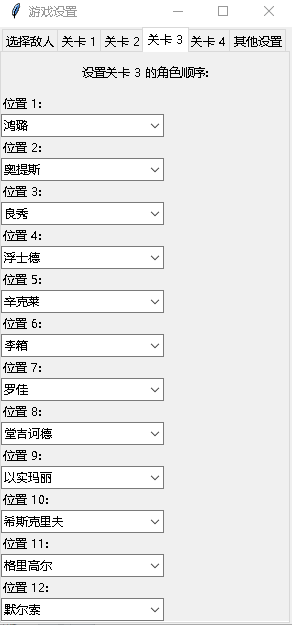 游戏设置
选择敌人 关卡 1 关卡 2 关卡 3 关卡 4 其他设置
设置关卡 3 的角色顺序:
位置 1:
鸿璐
位置 2:
奥提斯
位置 3:
良秀
位置 4:
浮士德
位置 5:
辛克莱
位置 6:
李箱
位置 7:
罗佳
位置 8:
堂吉诃德
位置 9:
以实玛丽
位置 10:
希斯克里夫
位置 11:
格里高尔
位置 12:
默尔索